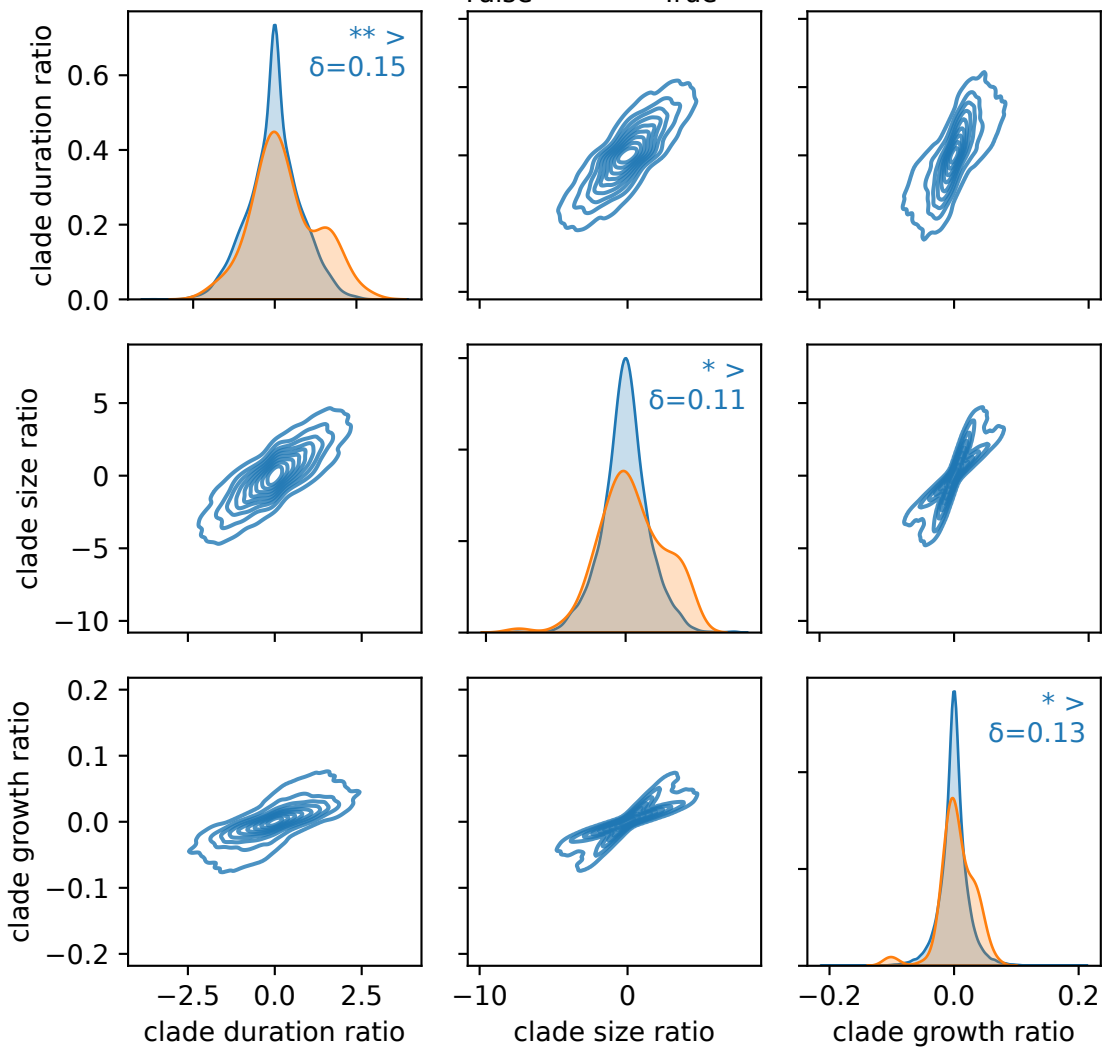 clade duration ratio
0.6
0.4
0.2
0.0
** >
δ=0.15
clade size ratio
5
0
−5
−10
* >
δ=0.11
clade growth ratio
0.2
0.1
0.0
−0.1
−0.2
* >
δ=0.13
−2.5 0.0 2.5
−10 0
−0.2 0.0 0.2
clade duration ratio
clade size ratio
clade growth ratio